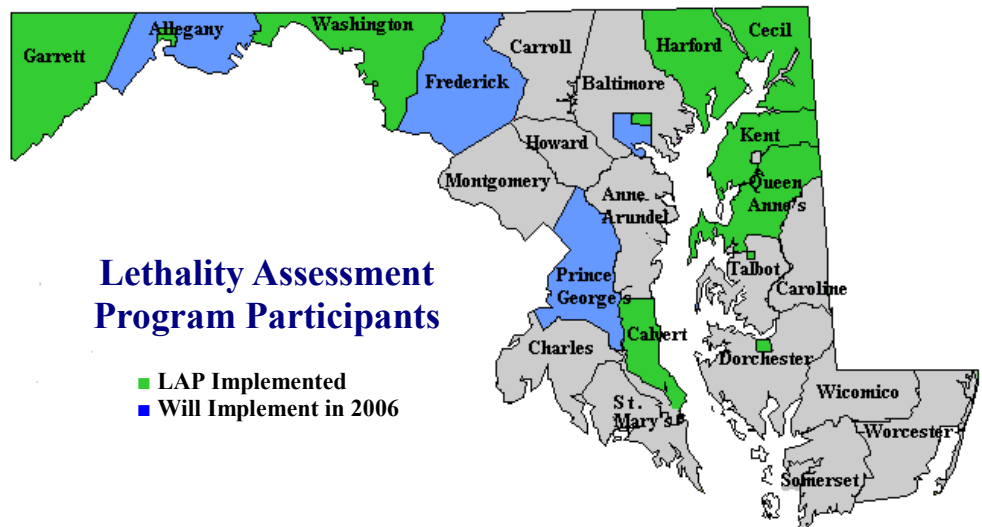 Garrett
Allegany
Washington
Frederick
Carroll
Baltimore
Harford
Cecil
Kent
Queen
Anne's
Howard
Montgomery
Anne
Arundel
Prince
George's
Talbot
Caroline
Calvert
Charles
Dorchester
St.
Mary's
Wicomico
Worcester
Somerset
Lethality Assessment
Program Participants
LAP Implemented
Will Implement in 2006